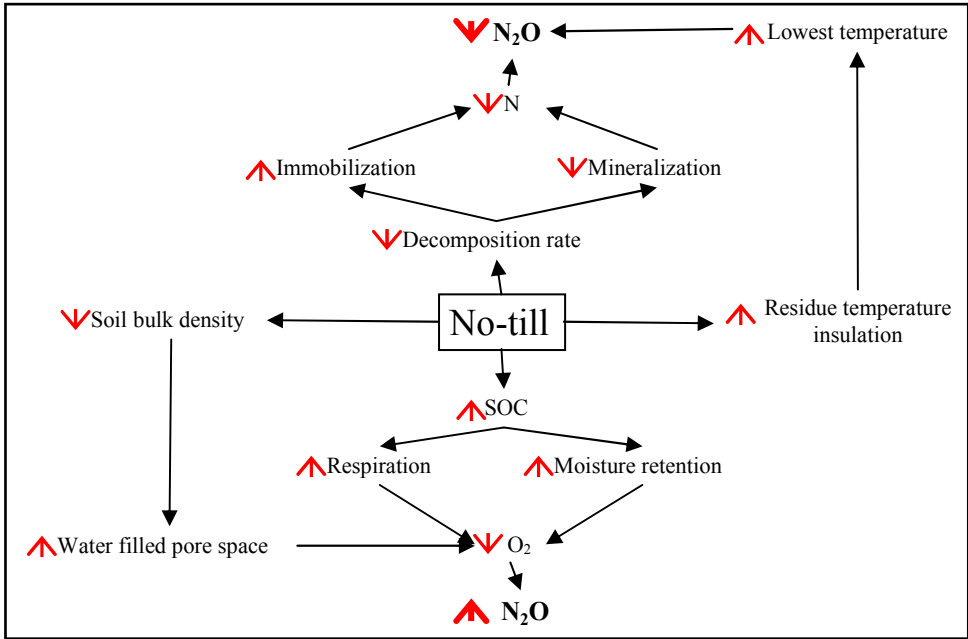 N₂O
Lowest temperature
N
Immobilization
Mineralization
Decomposition rate
Soil bulk density
No-till
Residue temperature
insulation
SOC
Respiration
Moisture retention
Water filled pore space
O₂
N₂O